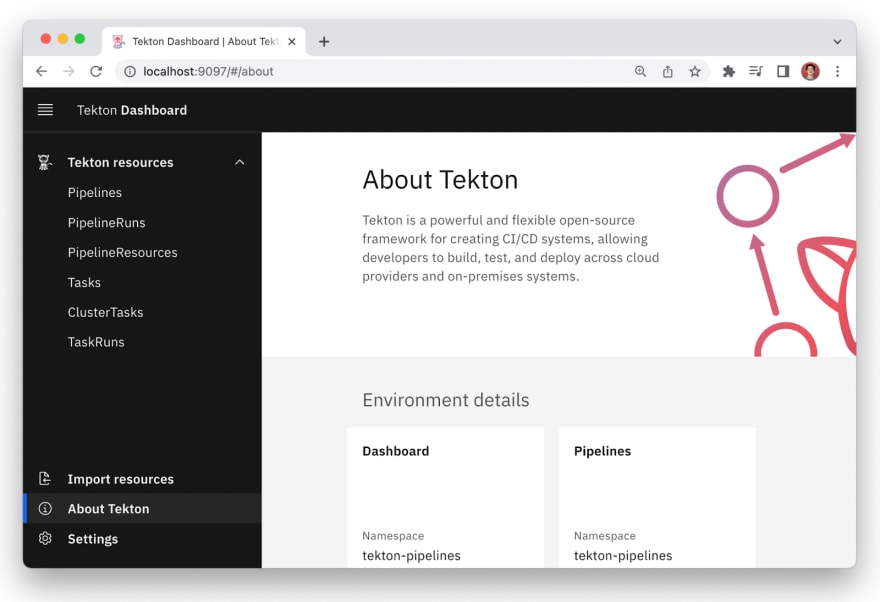 Tekton Dashboard | About Tekt
localhost:9097/#/about
Tekton Dashboard
Tekton resources
Pipelines
PipelineRuns
PipelineResources
Tasks
ClusterTasks
TaskRuns
Import resources
About Tekton
Settings
About Tekton
Tekton is a powerful and flexible open-source
framework for creating CI/CD systems, allowing
developers to build, test, and deploy across cloud
providers and on-premises systems.
Environment details
Dashboard
Namespace
tekton-pipelines
Pipelines
Namespace
tekton-pipelines